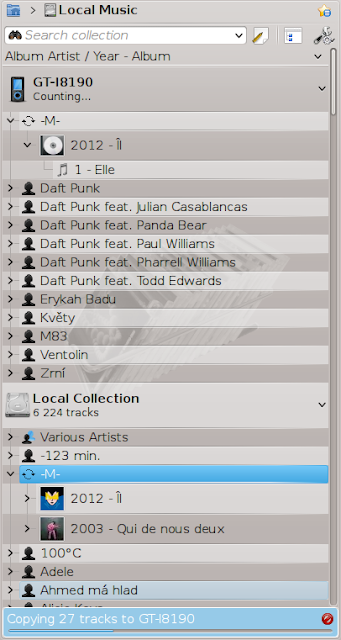 Local Music
Search collection
Album Artist / Year - Album
GT-I8190
Counting...
-M-
2012 - Îl
1 - Elle
Daft Punk
Daft Punk feat. Julian Casablancas
Daft Punk feat. Panda Bear
Daft Punk feat. Paul Williams
Daft Punk feat. Pharrell Williams
Daft Punk feat. Todd Edwards
Erykah Badu
Květy
M83
Ventolin
Zrní
Local Collection
6 224 tracks
Various Artists
-123 min.
-M-
2012 - Îl
2003 - Qui de nous deux
100°C
Adele
Ahmed má hlad
Alicia Keys
Copying 27 tracks to GT-I8190